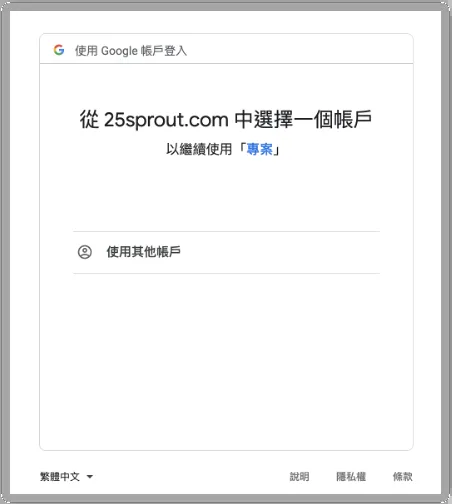 使用 Google 帳戶登入
從 25sprout.com 中選擇一個帳戶
以繼續使用「專案」
使用其他帳戶
繁體中文 說明 隱私權 條款